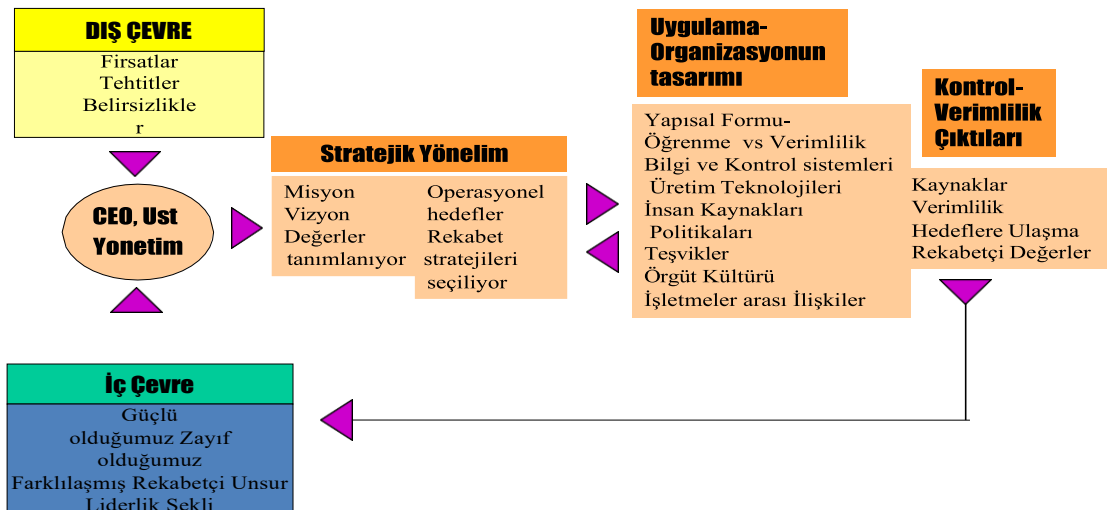 DIŞ ÇEVRE
Firsatlar
Tehtitler
Belirsizlikle
r
CEO, Ust
Yonetim
Stratejik Yönelim
Misyon
Vizyon
Değerler
tanımlanıyor
Operasyonel
hedefler
Rekabet
stratejileri
seçiliyor
Uygulama-
Organizasyonun
tasarımı
Yapısal Formu-
Öğrenme vs Verimlilik
Bilgi ve Kontrol sistemleri
Üretim Teknolojileri
İnsan Kaynakları
Politikaları
Teşvikler
Örgüt Kültürü
İşletmeler arası İlişkiler
Kontrol-
Verimlilik
Çıktıları
Kaynaklar
Verimlilik
Hedeflere Ulaşma
Rekabetçi Değerler
İç Çevre
Güçlü
olduğumuz Zayıf
olduğumuz
Farklılaşmış Rekabetçi Unsur
Liderlik Şekli